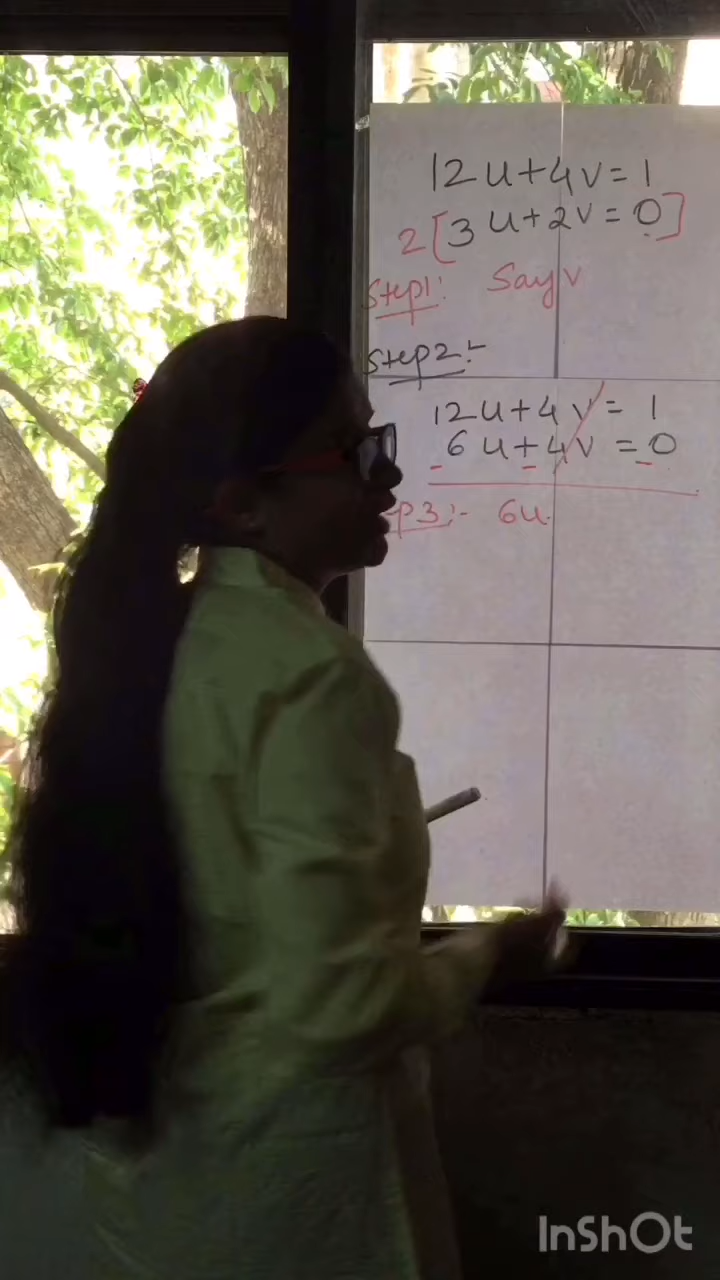 12u+4v=1
2[3u+2v=0]
Step1: Say v
Step2:-
12u+4v=1
6u+4v=0
- - -
p3:- 6u
InShOt